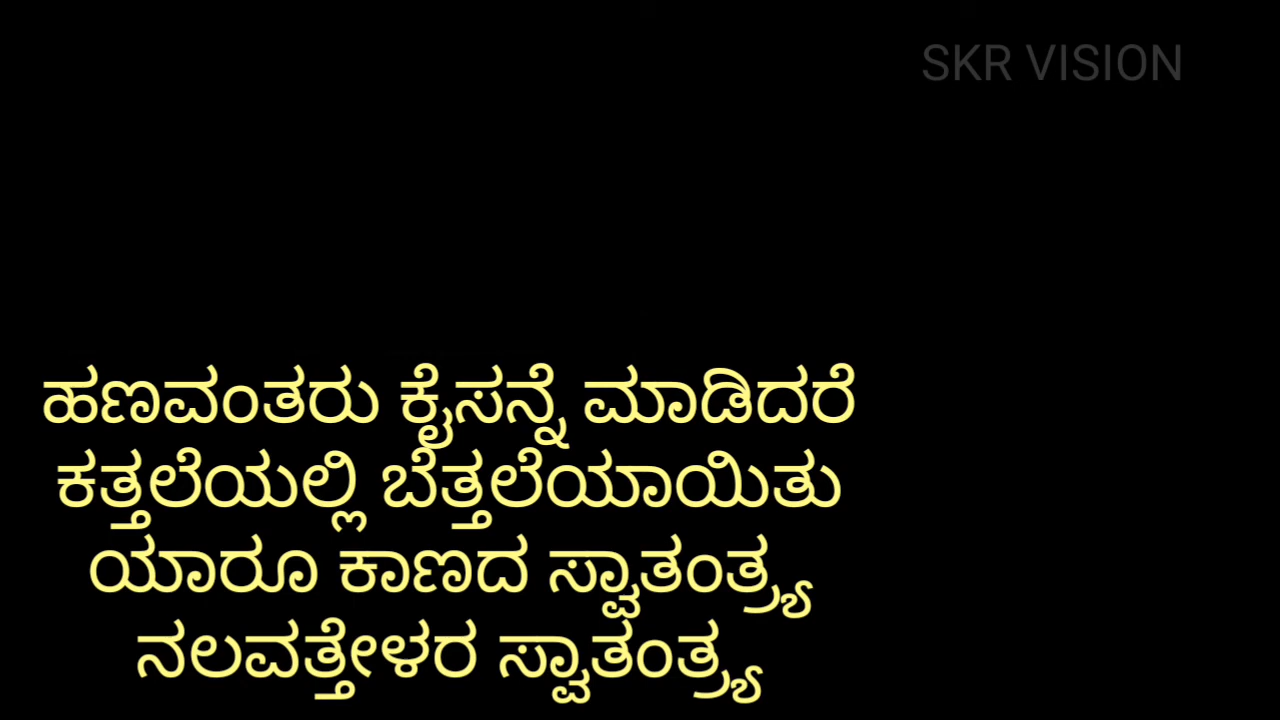 SKR VISION
ಹಣವಂತರು ಕೈಸನ್ನೆ ಮಾಡಿದರೆ
ಕತ್ತಲೆಯಲ್ಲಿ ಬೆತ್ತಲೆಯಾಯಿತು
ಯಾರೂ ಕಾಣದ ಸ್ವಾತಂತ್ರ್ಯ
ನಲವತ್ತೇಳರ ಸ್ವಾತಂತ್ರ್ಯ